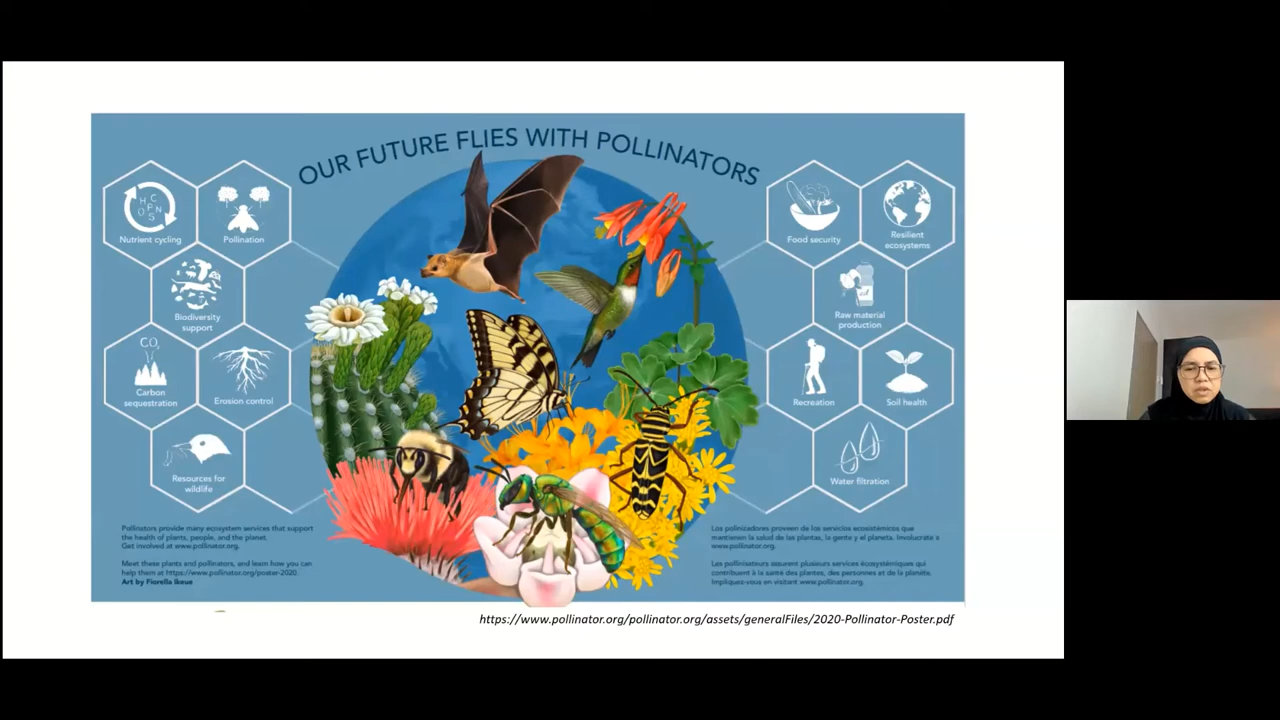 OUR FUTURE FLIES WITH POLLINATORS
Nutrient cycling
H C
O P N
S
Pollination
Biodiversity
support
CO2
Carbon
sequestration
Erosion control
Resources for
wildlife
Food security
Resilient
ecosystems
Raw material
production
Recreation
Soil health
Water filtration
Pollinators provide many ecosystem services that support
the health of plants, people, and the planet.
Get involved at www.pollinator.org.
Meet these plants and pollinators, and learn how you can
help them at https://www.pollinator.org/poster-2020.
Art by Fiorella Ikeue
Los polinizadores proveen de los servicios ecosistémicos que
mantienen la salud de las plantas, la gente y el planeta. Involucrate a
www.pollinator.org.
Les pollinisateurs assurent plusieurs services écosystémiques qui
contribuent à la santé des plantes, des personnes et de la planète.
Impliquez-vous en visitant www.pollinator.org.
https://www.pollinator.org/pollinator.org/assets/generalFiles/2020-Pollinator-Poster.pdf